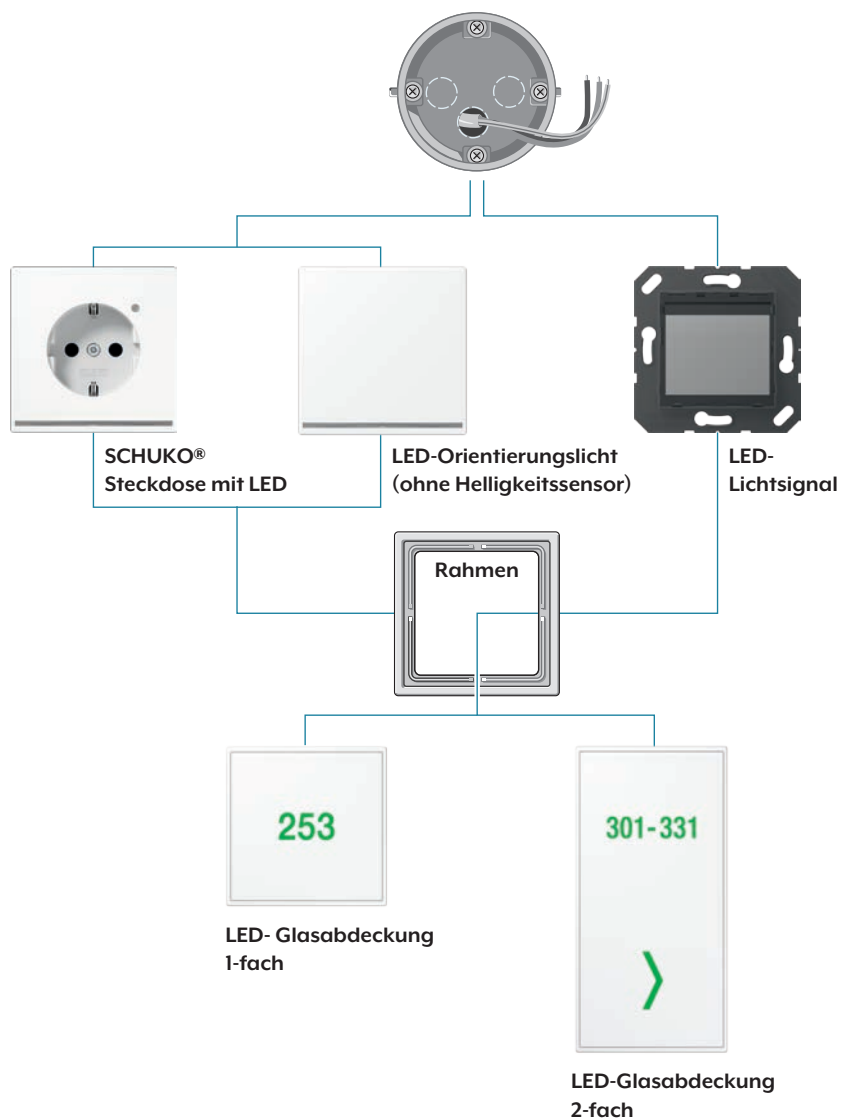 SCHUKO®
Steckdose mit LED
LED-Orientierungslicht
(ohne Helligkeitssensor)
LED-
Lichtsignal
Rahmen
253
LED- Glasabdeckung
1-fach
301-331
❭
LED-Glasabdeckung
2-fach